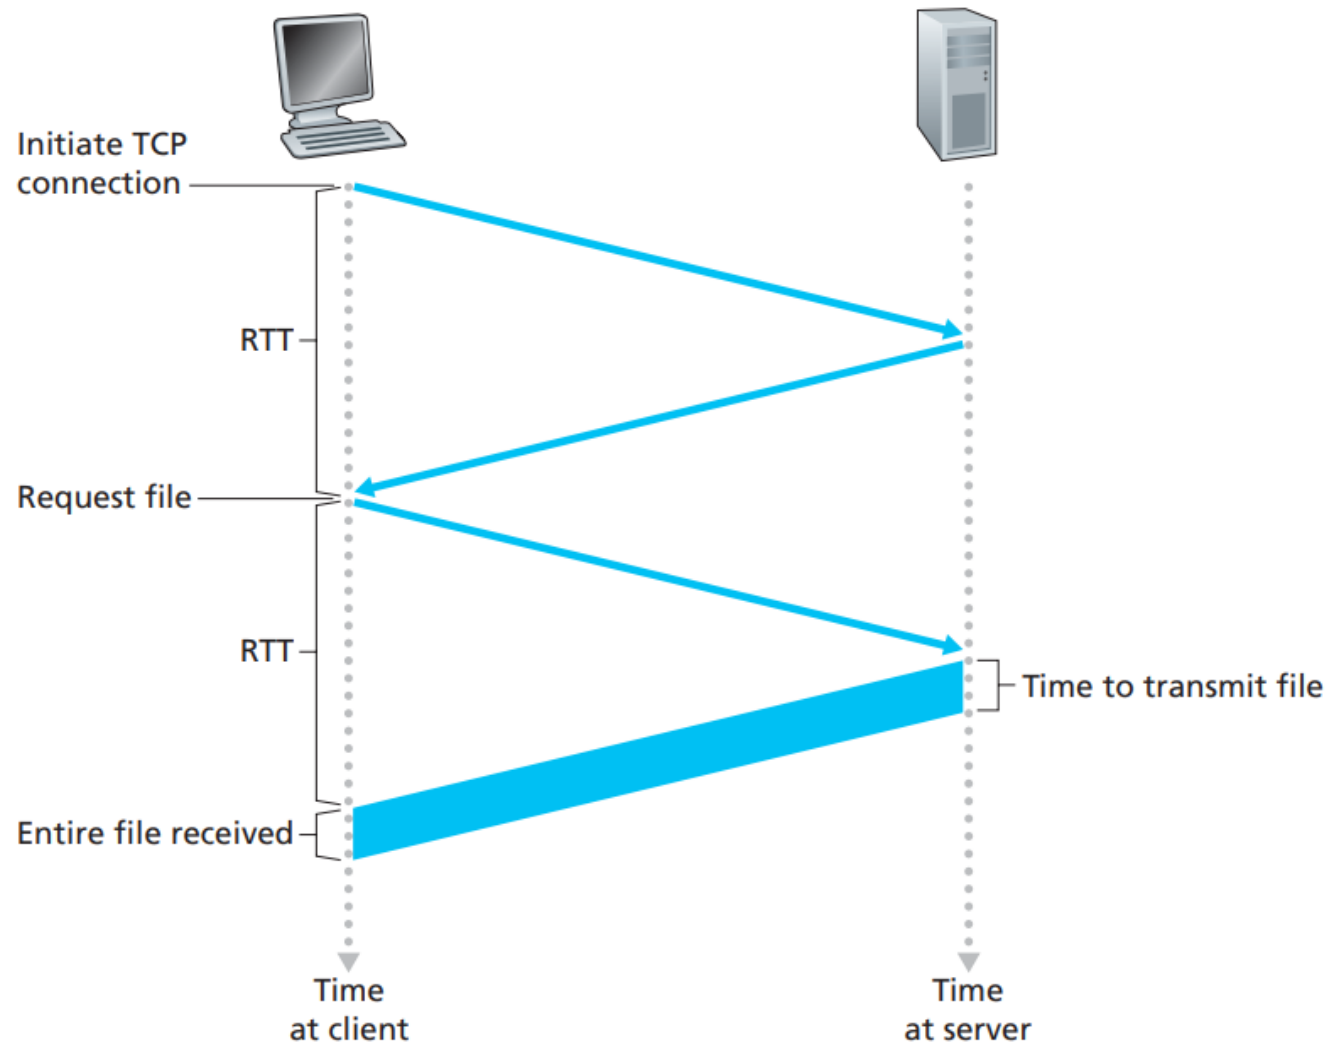 Initiate TCP
connection
RTT
Request file
RTT
Time to transmit file
Entire file received
Time
at client
Time
at server